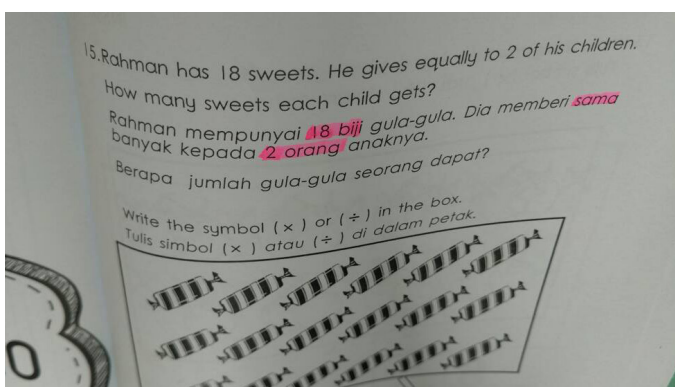 15. Rahman has 18 sweets. He gives equally to 2 of his children.
How many sweets each child gets?
Rahman mempunyai 18 biji gula-gula. Dia memberi sama
banyak kepada 2 orang anaknya.
Berapa jumlah gula-gula seorang dapat?
Write the symbol ( × ) or ( ÷ ) in the box.
Tulis simbol ( × ) atau ( ÷ ) di dalam petak.
0